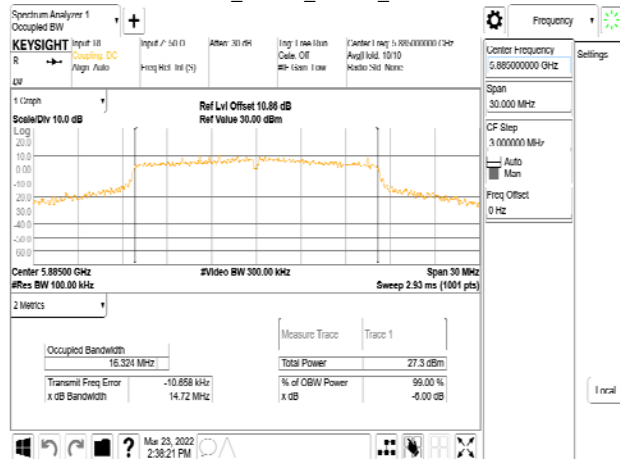 Spectrum Analyzer 1
Occupied BW
KEYSIGHT
R
Input: RF
Coupling: DC
Align: Auto
Input Z: 50 Ω
Freq Ref: Int (S)
Atten: 30 dB
Trig: Free Run
Gate: Off
#IF Gain: Low
Center Freq: 5.885000000 GHz
Avg|Hold: 10/10
Radio Std: None
1 Graph
Scale/Div 10.0 dB
Ref Lvl Offset 10.86 dB
Ref Value 30.00 dBm
Log
20.0
10.0
0.00
-10.0
-20.0
-30.0
-40.0
-50.0
-60.0
Center 5.88500 GHz
#Res BW 100.00 kHz
#Video BW 300.00 kHz
Span 30 MHz
Sweep 2.93 ms (1001 pts)
2 Metrics
Measure Trace
Trace 1
Occupied Bandwidth
16.324 MHz
Total Power
27.3 dBm
Transmit Freq Error
-10.658 kHz
% of OBW Power
99.00 %
x dB Bandwidth
14.72 MHz
x dB
-6.00 dB
?
Mar 23, 2022
2:38:21 PM
Frequency
Center Frequency
5.885000000 GHz
Settings
Span
30.000 MHz
CF Step
3.000000 MHz
Auto
Man
Freq Offset
0 Hz
Local